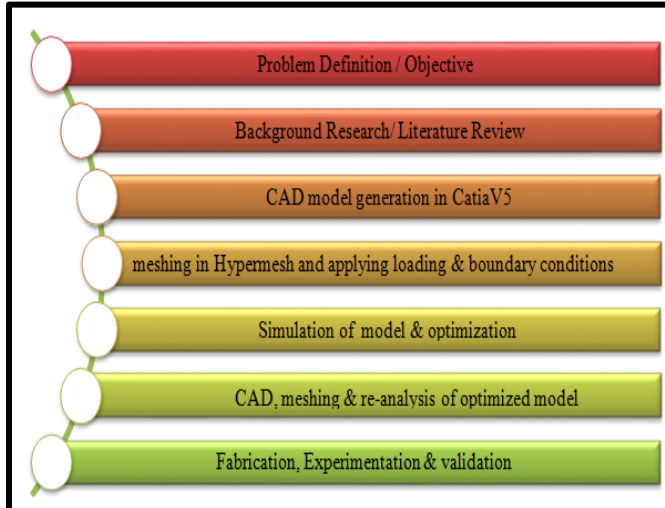 Problem Definition / Objective
Background Research/ Literature Review
CAD model generation in CatiaV5
meshing in Hypermesh and applying loading & boundary conditions
Simulation of model & optimization
CAD, meshing & re-analysis of optimized model
Fabrication, Experimentation & validation